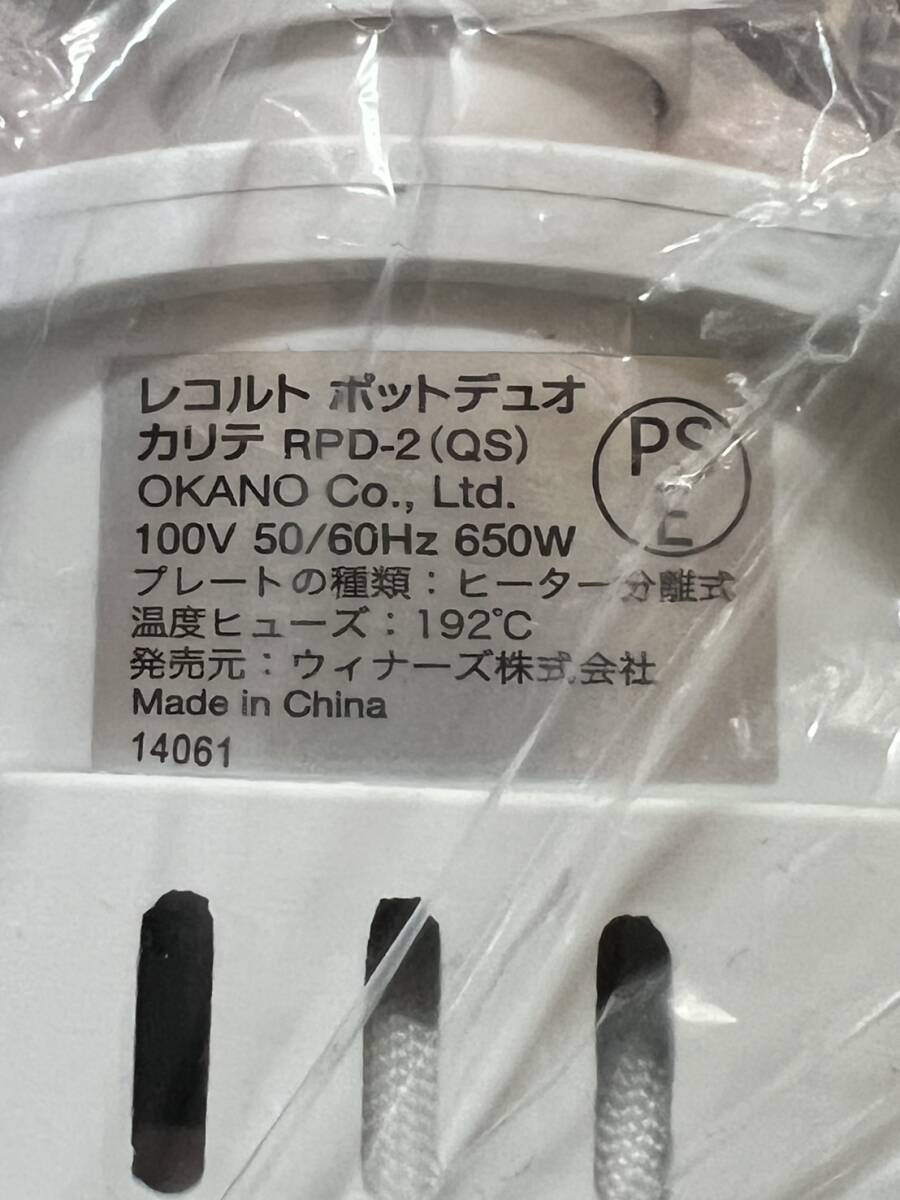 レコルト ポットデュオ
カリテ RPD-2(QS)
OKANO Co., Ltd.
100V 50/60Hz 650W
プレートの種類：ヒーター分離式
温度ヒューズ：192℃
発売元：ウィナーズ株式会社
Made in China
14061
PS
E